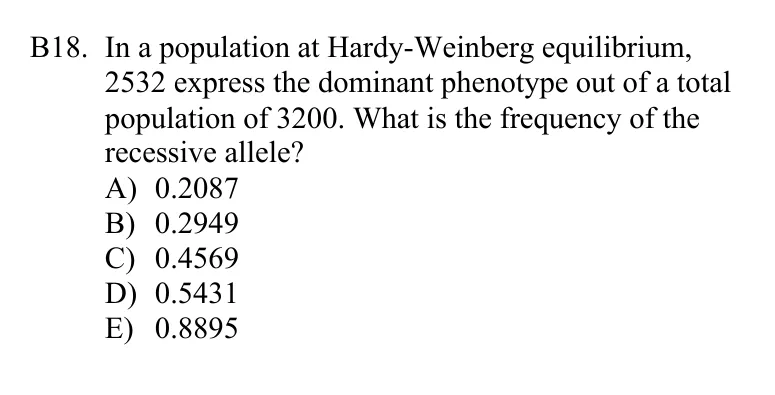 B18. In a population at Hardy-Weinberg equilibrium,
2532 express the dominant phenotype out of a total
population of 3200. What is the frequency of the
recessive allele?
A) 0.2087
B) 0.2949
C) 0.4569
D) 0.5431
E) 0.8895